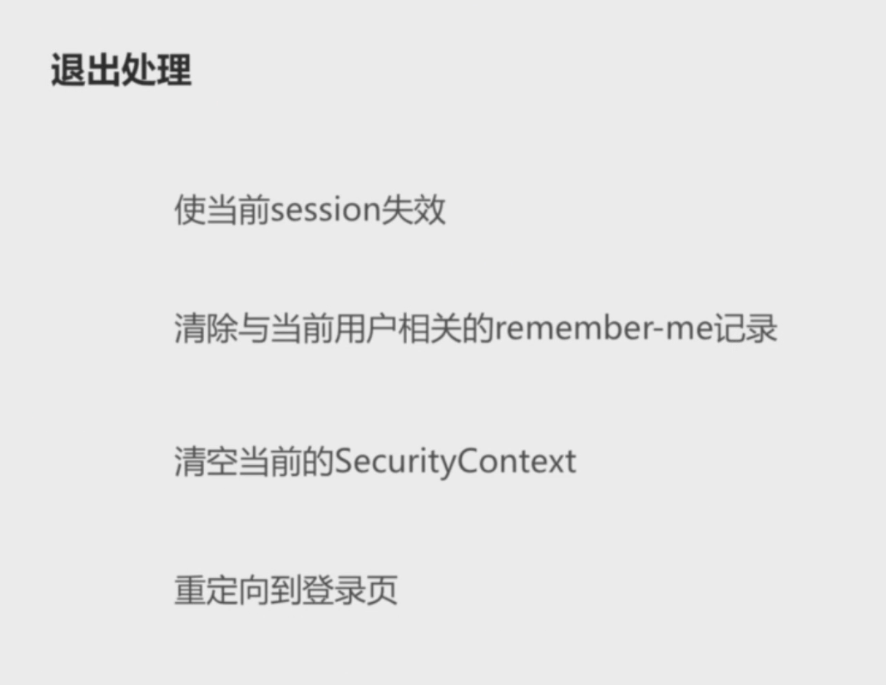 退出处理
使当前session失效
清除与当前用户相关的remember-me记录
清空当前的SecurityContext
重定向到登录页